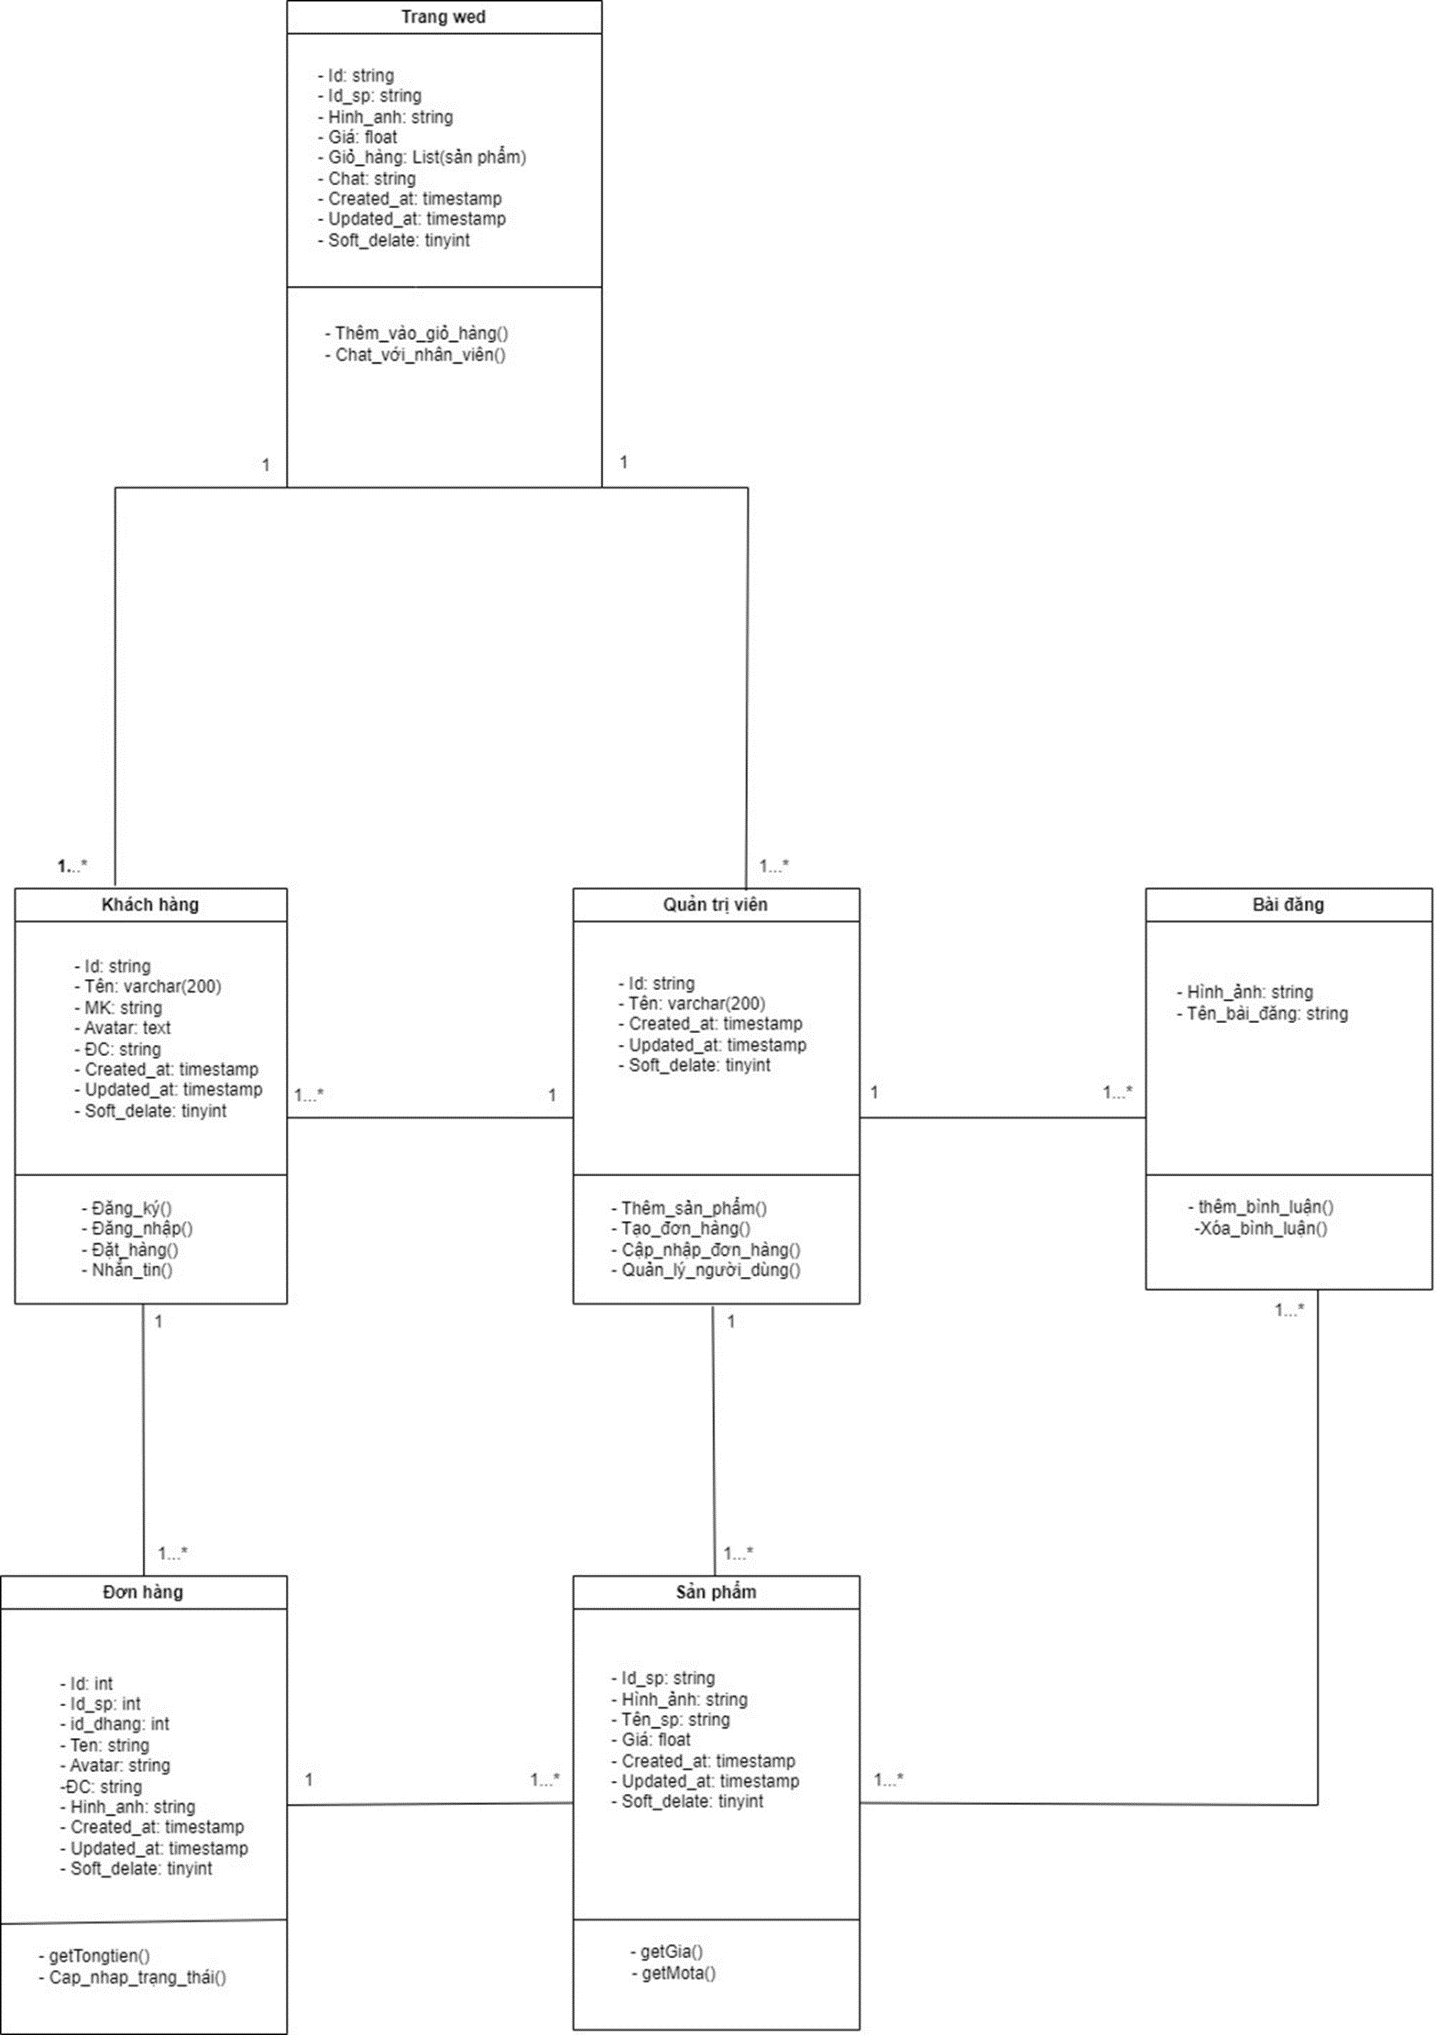 Trang wed
- Id: string
- Id_sp: string
- Hinh_anh: string
- Giá: float
- Giỏ_hàng: List(sản phẩm)
- Chat: string
- Created_at: timestamp
- Updated_at: timestamp
- Soft_delate: tinyint
- Thêm_vào_giỏ_hàng()
- Chat_với_nhân_viên()
1
1
1...*
1...*
Khách hàng
- Id: string
- Tên: varchar(200)
- MK: string
- Avatar: text
- ĐC: string
- Created_at: timestamp
- Updated_at: timestamp
- Soft_delate: tinyint
- Đăng_ký()
- Đăng_nhập()
- Đặt_hàng()
- Nhắn_tin()
1...*
1
Quản trị viên
- Id: string
- Tên: varchar(200)
- Created_at: timestamp
- Updated_at: timestamp
- Soft_delate: tinyint
- Thêm_sản_phẩm()
- Tạo_đơn_hàng()
- Cập_nhập_đơn_hàng()
- Quản_lý_người_dùng()
1
1...*
Bài đăng
- Hình_ảnh: string
- Tên_bài_đăng: string
- thêm_bình_luận()
-Xóa_bình_luận()
1
1
1...*
1...*
1...*
Đơn hàng
- Id: int
- Id_sp: int
- id_dhang: int
- Ten: string
- Avatar: string
-ĐC: string
- Hinh_anh: string
- Created_at: timestamp
- Updated_at: timestamp
- Soft_delate: tinyint
- getTongtien()
- Cap_nhap_trạng_thái()
1
1...*
Sản phẩm
- Id_sp: string
- Hình_ảnh: string
- Tên_sp: string
- Giá: float
- Created_at: timestamp
- Updated_at: timestamp
- Soft_delate: tinyint
- getGia()
- getMota()
1...*